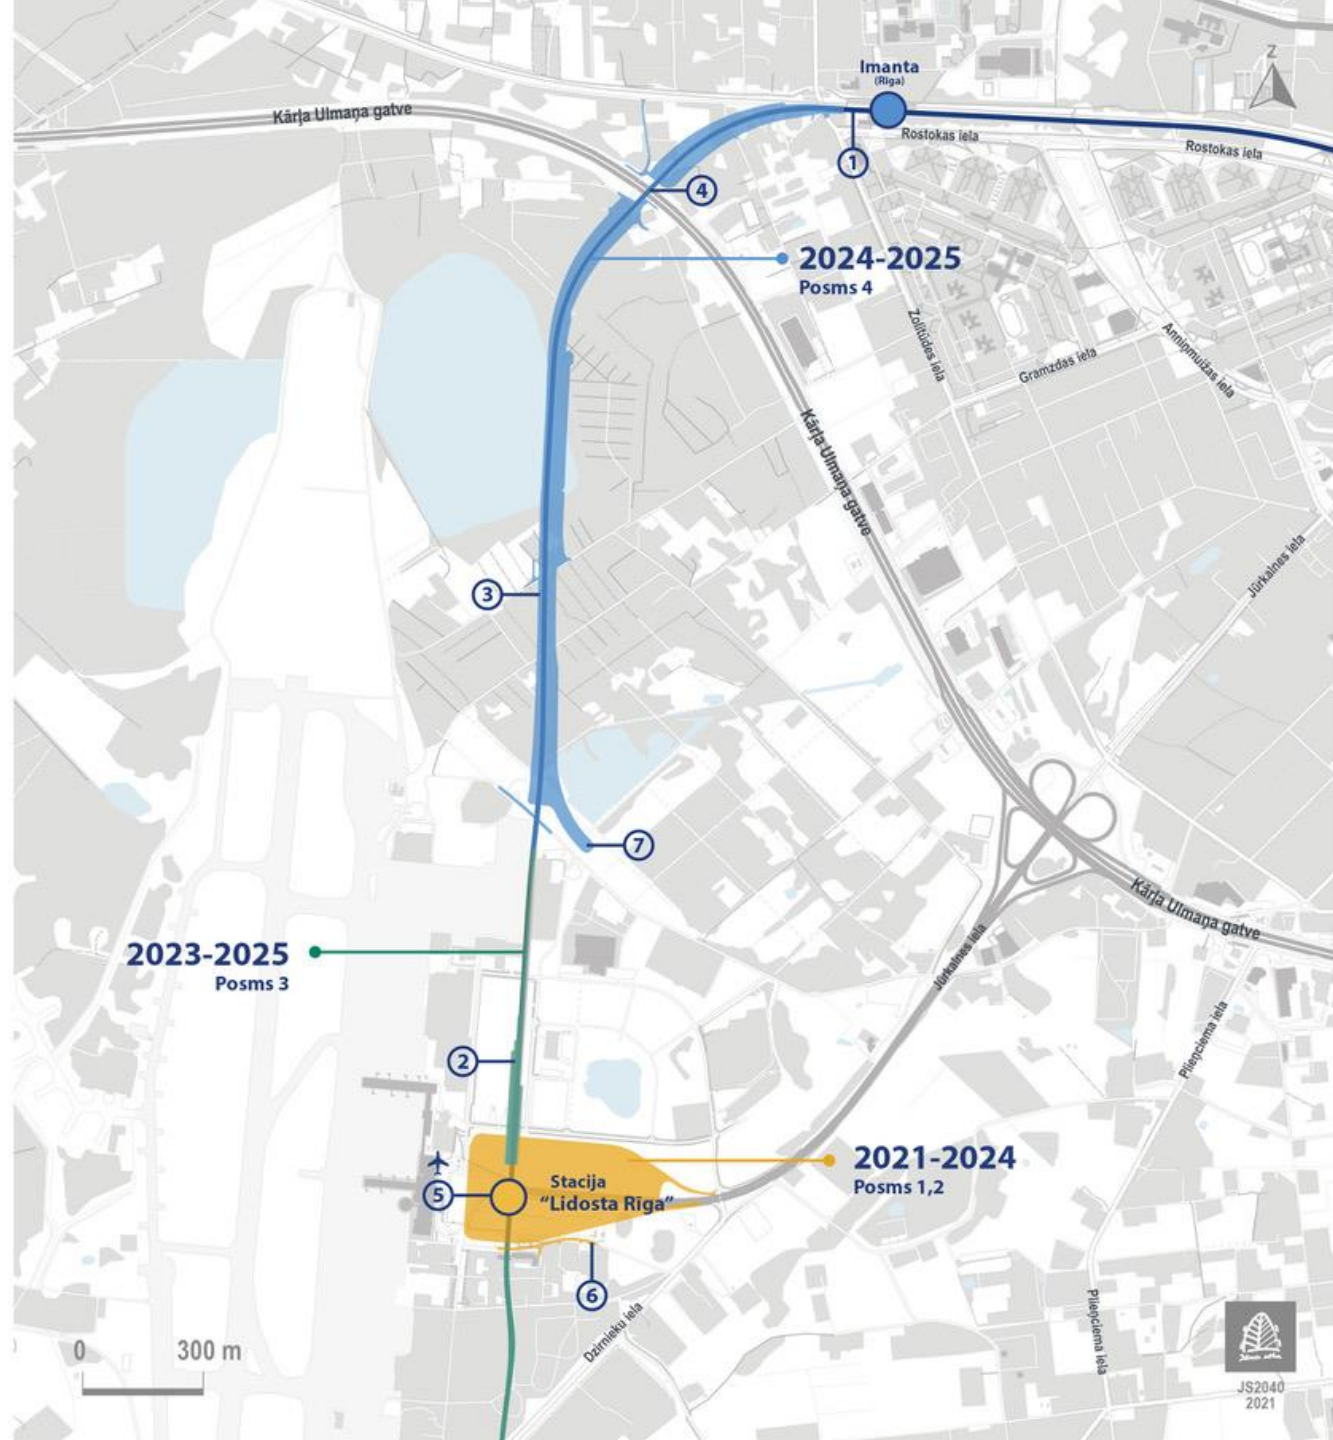 Imanta
(Rīga)
Z
Kārļa Ulmaņa gatve
Rostokas iela
Rostokas iela
1
4
2024-2025
Posms 4
Zolitūdes iela
Anniņmuižas iela
Gramzdas iela
Kārļa Ulmaņa gatve
Jūrkalnes iela
3
7
Kārļa Ulmaņa gatve
2023-2025
Posms 3
Jūrkalnes iela
Plieņciema iela
2
2021-2024
Posms 1,2
Stacija
“Lidosta Rīga”
5
6
Plieņciema iela
Dzirnieku iela
0 300 m
JS2040
2021